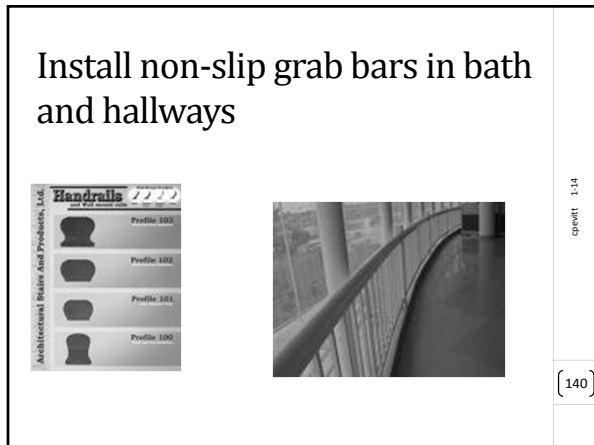 Install non-slip grab bars in bath
and hallways
Architectural Stairs And Products, Ltd.
Handrails
and Wall mount rails
Profile 103
Profile 102
Profile 101
Profile 100
cpevitt 1-14
140